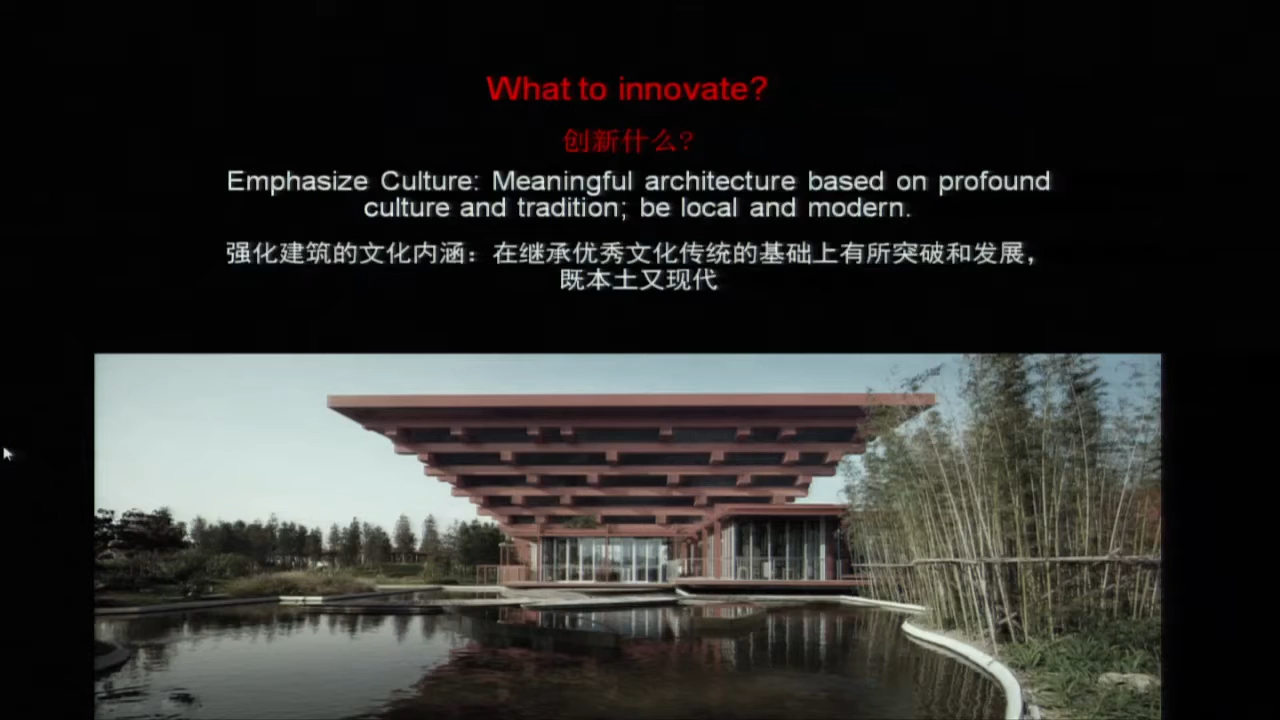 What to innovate?
创新什么?
Emphasize Culture: Meaningful architecture based on profound
culture and tradition; be local and modern.
强化建筑的文化内涵：在继承优秀文化传统的基础上有所突破和发展，
既本土又现代